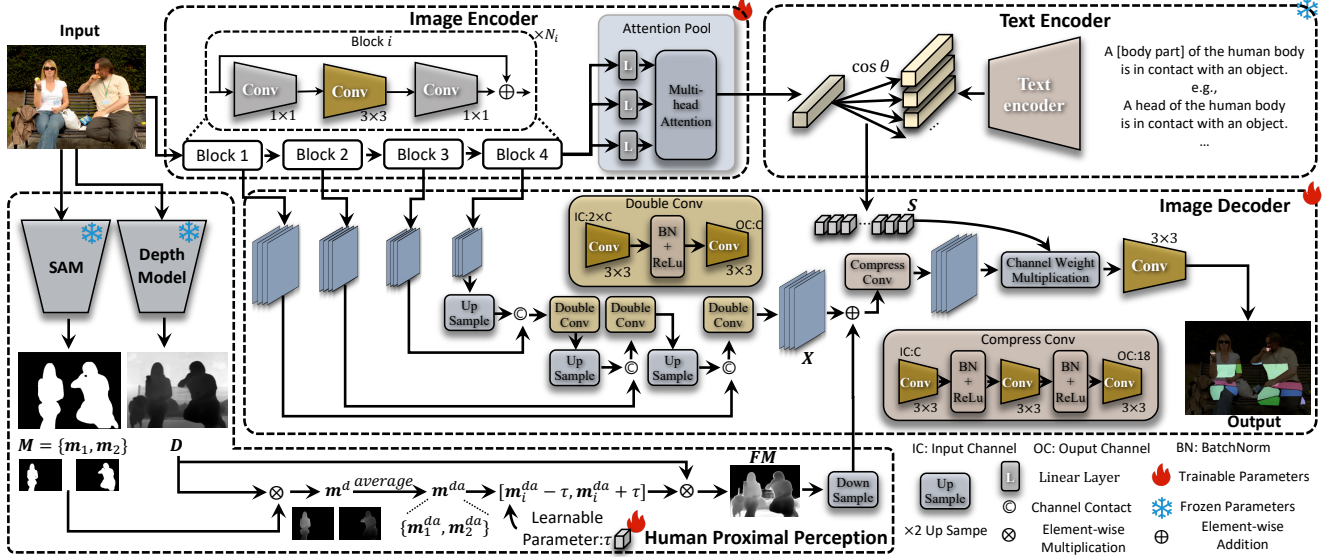 Input
Image Encoder
Block i
×N_i
Conv
1×1
Conv
3×3
Conv
1×1
Block 1
Block 2
Block 3
Block 4
Attention Pool
L
L
L
Multi-
head
Attention
Text Encoder
cos θ
...
Text
encoder
A [body part] of the human body
is in contact with an object.
e.g.,
A head of the human body
is in contact with an object.
...
SAM
Depth
Model
M = {m₁, m₂}
D
Image Decoder
Double Conv
IC:2×C
Conv
3×3
BN
+
ReLu
OC:C
Conv
3×3
S
Up
Sample
©
Double
Conv
Up
Sample
©
Double
Conv
Up
Sample
©
Double
Conv
X
Compress
Conv
Channel Weight
Multiplication
3×3
Conv
Compress Conv
IC:C
Conv
3×3
BN
+
ReLu
Conv
3×3
BN
+
ReLu
OC:18
Conv
3×3
Output
m^d
average
m^{da}
{m₁^{da}, m₂^{da}}
[m_i^{da} − τ, m_i^{da} + τ]
Learnable
Parameter:τ
FM
Down
Sample
Human Proximal Perception
IC: Input Channel
OC: Ouput Channel
BN: BatchNorm
Up
Sample
×2 Up Sampe
L
Linear Layer
© Channel Contact
⊗ Element-wise
Multiplication
Trainable Parameters
Frozen Parameters
⊕ Element-wise
Addition